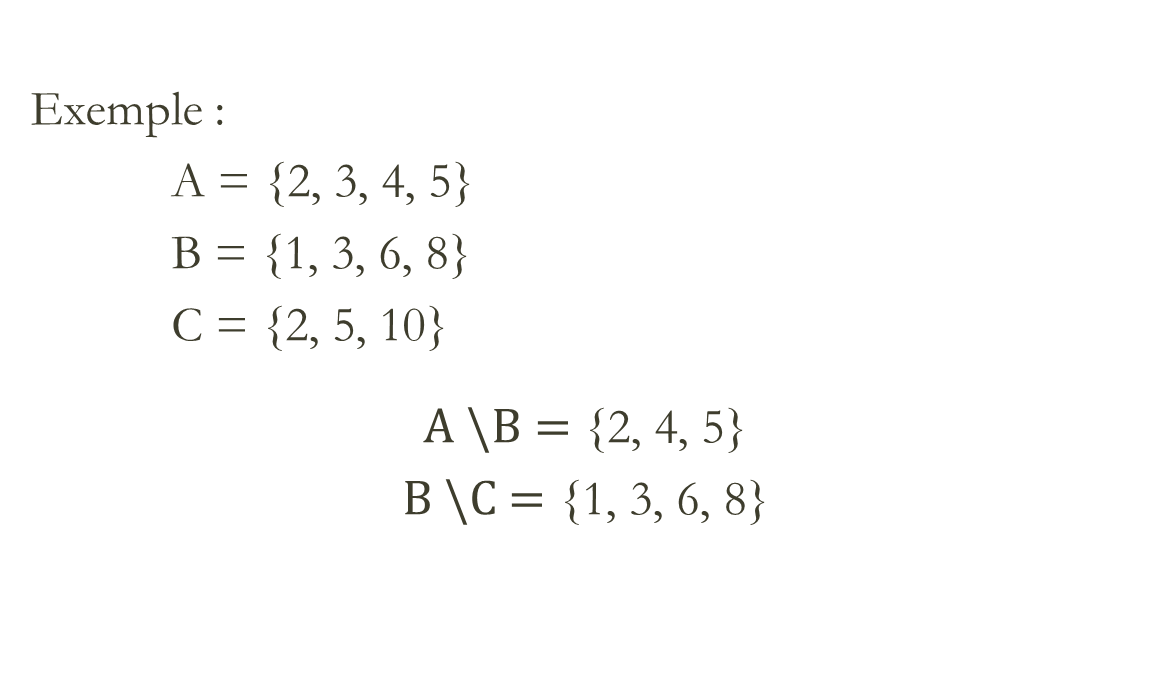 Exemple :
A = {2, 3, 4, 5}
B = {1, 3, 6, 8}
C = {2, 5, 10}
A \B = {2, 4, 5}
B \C = {1, 3, 6, 8}